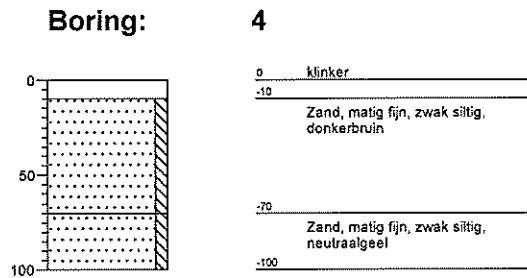 Boring: 4
0
50
100
0 klinker
-10
Zand, matig fijn, zwak siltig,
donkerbruin
-70
Zand, matig fijn, zwak siltig,
neutraalgeel
-100